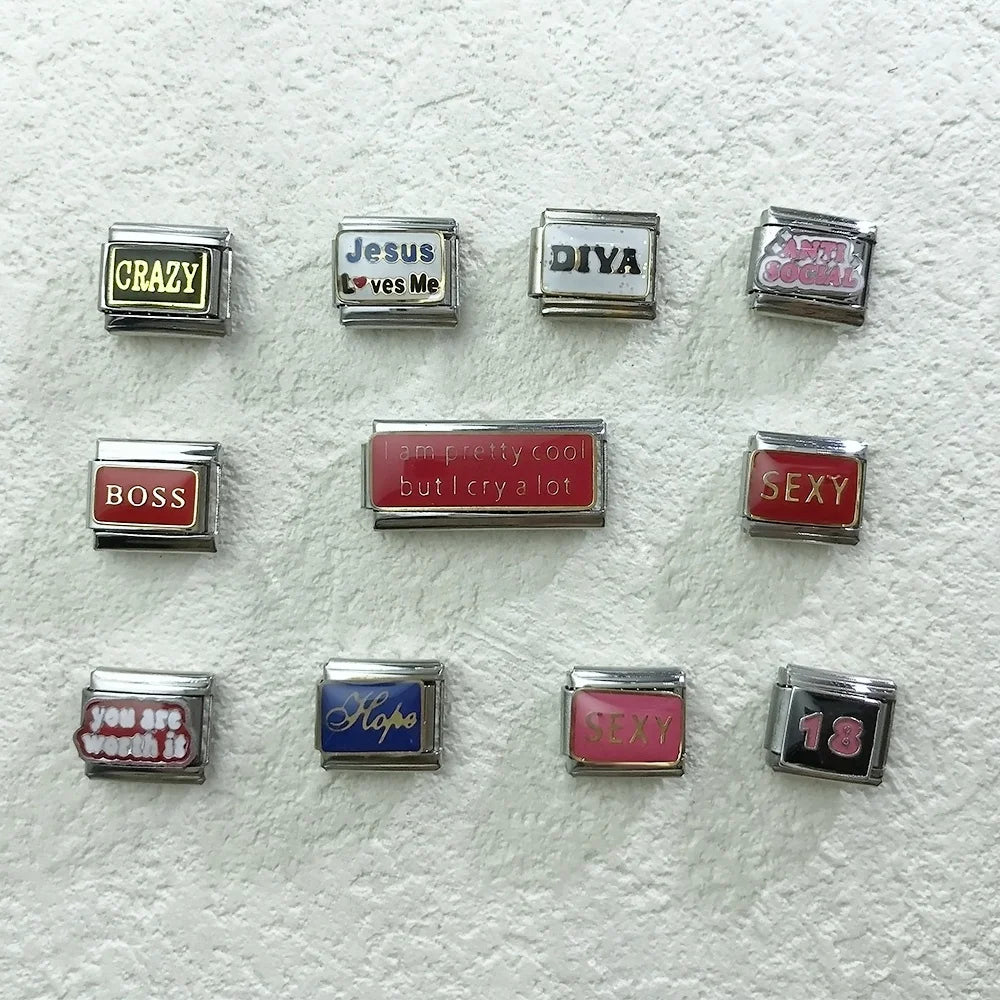 CRAZY
Jesus
Loves Me
DIYA
ANTI
SOCIAL
BOSS
I am pretty cool
but I cry a lot
SEXY
you are
worth it
Hope
SEXY
18